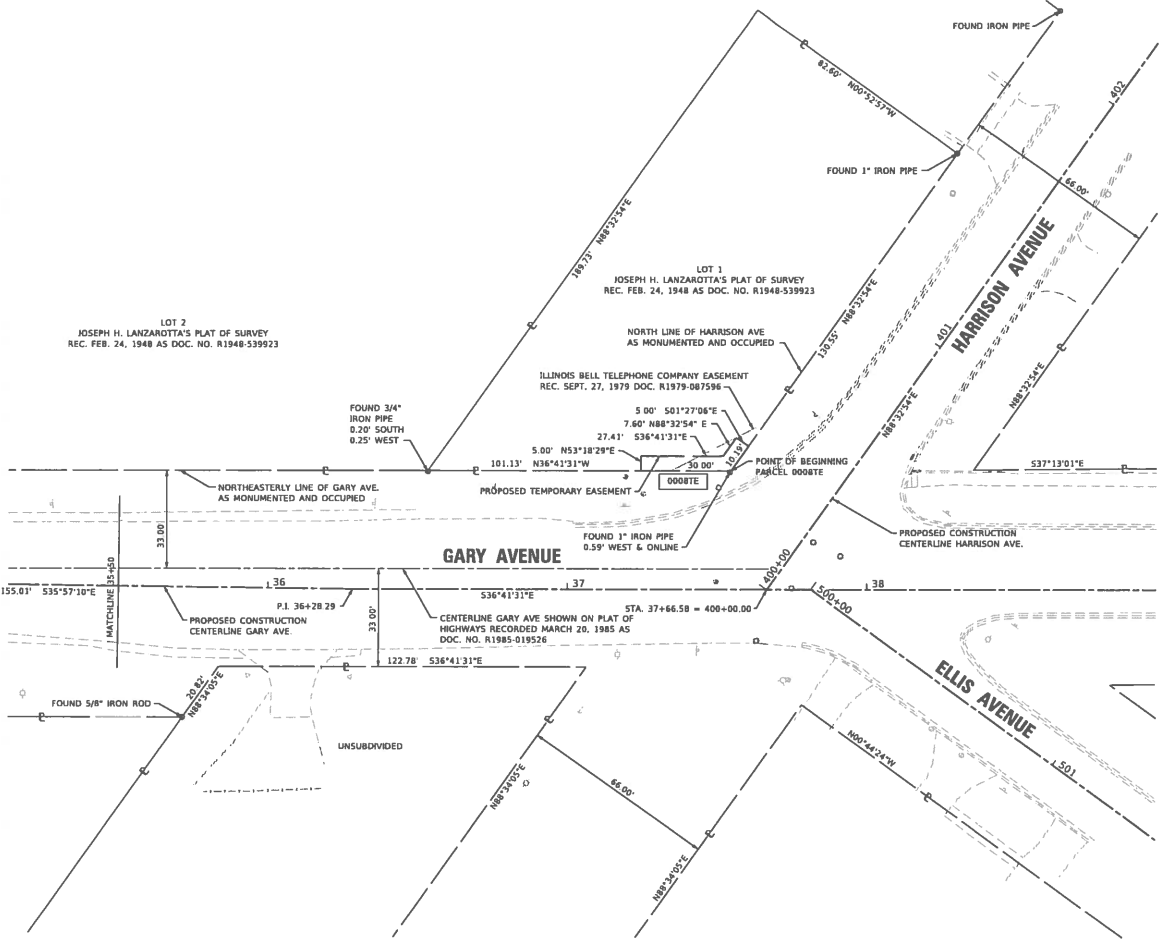 FOUND IRON PIPE
402
82.60' N00°52'57"W
FOUND 1" IRON PIPE
66.00'
HARRISON AVENUE
189.73' N88°32'54"E
LOT 1
JOSEPH H. LANZAROTTA'S PLAT OF SURVEY
REC. FEB. 24, 1948 AS DOC. NO. R1948-539923
130.55' N88°32'54"E
LOT 2
JOSEPH H. LANZAROTTA'S PLAT OF SURVEY
REC. FEB. 24, 1948 AS DOC. NO. R1948-539923
NORTH LINE OF HARRISON AVE
AS MONUMENTED AND OCCUPIED
401
N88°32'54"E
N88°32'54"E
ILLINOIS BELL TELEPHONE COMPANY EASEMENT
REC. SEPT. 27, 1979 DOC. R1979-087596
FOUND 3/4"
IRON PIPE
0.20' SOUTH
0.25' WEST
5.00' S01°27'06"E
7.60' N88°32'54" E
27.41' S36°41'31"E
5.00' N53°18'29"E
101.13' N36°41'31"W
30.00'
10.19'
POINT OF BEGINNING
PARCEL 0008TE
S37°13'01"E
0008TE
PROPOSED TEMPORARY EASEMENT
NORTHEASTERLY LINE OF GARY AVE.
AS MONUMENTED AND OCCUPIED
33.00
FOUND 1" IRON PIPE
0.59' WEST & ONLINE
PROPOSED CONSTRUCTION
CENTERLINE HARRISON AVE.
GARY AVENUE
MATCHLINE 35+50
155.01' S35°57'10"E
36
37
38
400+00
500+00
P.I. 36+28.29
S36°41'31"E
STA. 37+66.58 = 400+00.00
PROPOSED CONSTRUCTION
CENTERLINE GARY AVE.
33.00'
CENTERLINE GARY AVE SHOWN ON PLAT OF
HIGHWAYS RECORDED MARCH 20, 1985 AS
DOC. NO. R1985-019526
122.78' S36°41'31"E
20.82'
N88°34'05"E
FOUND 5/8" IRON ROD
ELLIS AVENUE
UNSUBDIVIDED
N00°44'24"W
501
N88°34'05"E
66.00'
N88°34'05"E